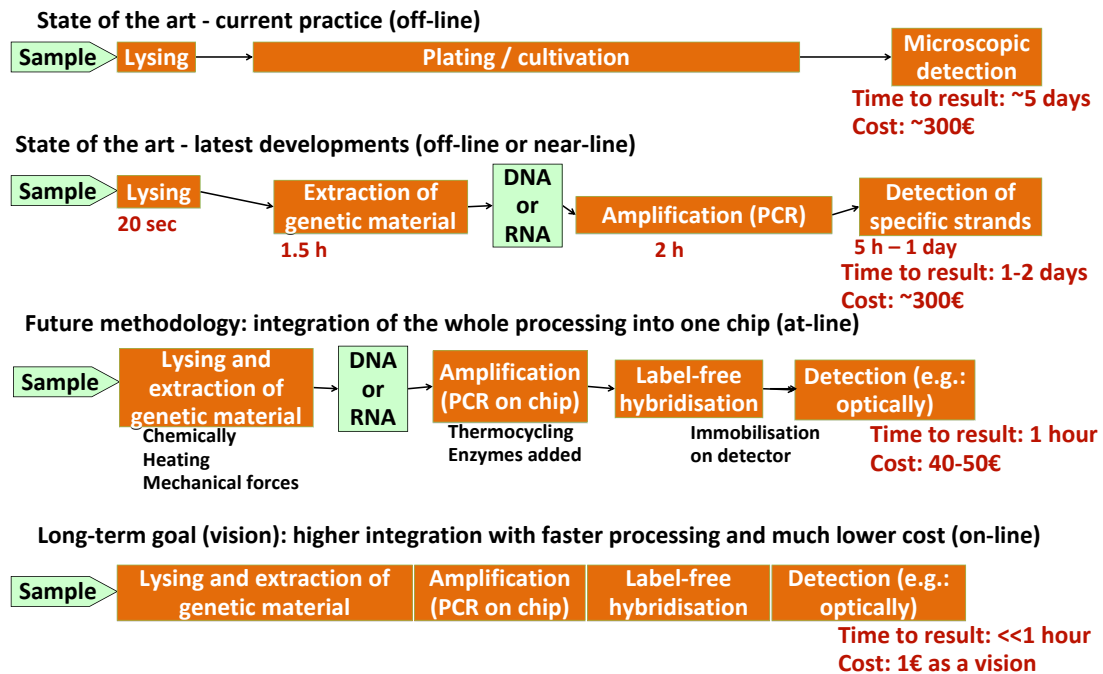 State of the art - current practice (off-line)
Sample
Lysing
Plating / cultivation
Microscopic
detection
Time to result: ~5 days
Cost: ~300€
State of the art - latest developments (off-line or near-line)
Sample
Lysing
20 sec
Extraction of
genetic material
1.5 h
DNA
or
RNA
Amplification (PCR)
2 h
Detection of
specific strands
5 h – 1 day
Time to result: 1-2 days
Cost: ~300€
Future methodology: integration of the whole processing into one chip (at-line)
Sample
Lysing and
extraction of
genetic material
Chemically
Heating
Mechanical forces
DNA
or
RNA
Amplification
(PCR on chip)
Thermocycling
Enzymes added
Label-free
hybridisation
Immobilisation
on detector
Detection (e.g.:
optically)
Time to result: 1 hour
Cost: 40-50€
Long-term goal (vision): higher integration with faster processing and much lower cost (on-line)
Sample
Lysing and extraction of
genetic material
Amplification
(PCR on chip)
Label-free
hybridisation
Detection (e.g.:
optically)
Time to result: <<1 hour
Cost: 1€ as a vision